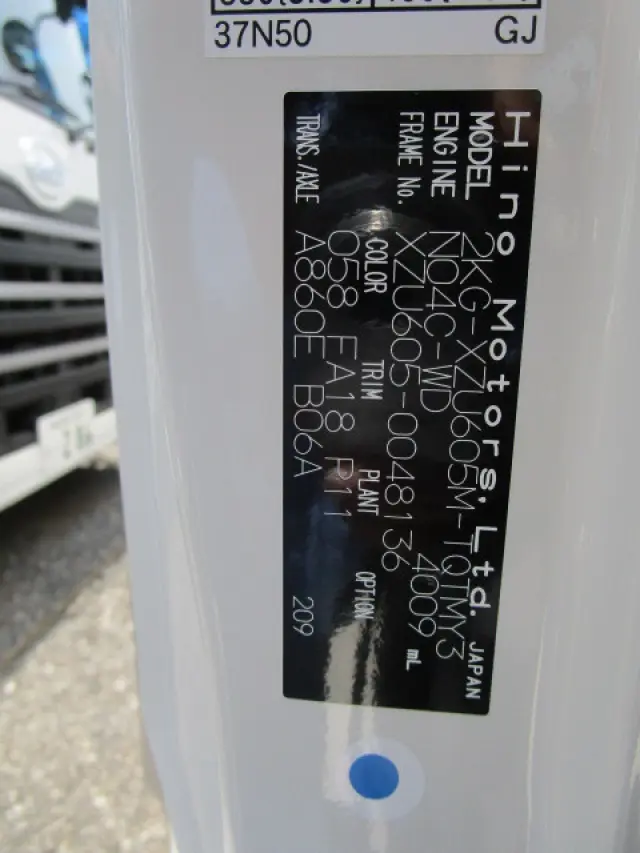 37N50 GJ
Hino Motors, Ltd. JAPAN
MODEL 2KG-XZU605M-TQTMY3
ENGINE N04C-WD 4009 mL
FRAME No. XZU605-0048136
COLOR TRIM PLANT OPTION
058 FA18 P11
TRANS./AXLE A860E B06A 209